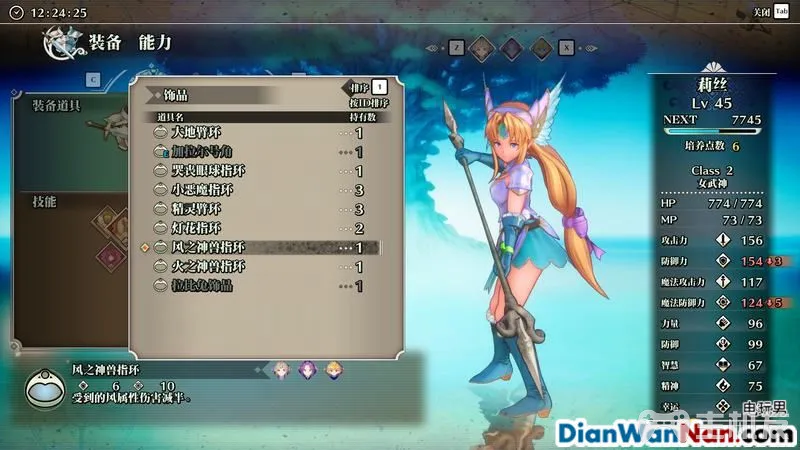 12:24:25
关闭 Tab
装备 能力
Z X
C
装备道具
技能
饰品
排序 1
按ID排序
道具名 持有数
大地臂环 ···1
加拉尔号角 ···1
哭丧眼球指环 ···1
小恶魔指环 ···3
精灵臂环 ···3
灯花指环 ···2
风之神兽指环 ···1
火之神兽指环 ···1
拉比兔饰品 ···1
风之神兽指环
6 10
受到的风属性伤害减半。
莉丝
Lv 45
NEXT 7745
培养点数 6
Class 2
女武神
HP 774/774
MP 73/73
攻击力 156
防御力 154 3
魔法攻击力 117
魔法防御力 124 5
力量 96
防御 99
智慧 67
精神 75
幸运
电玩男
DianWanNan.com